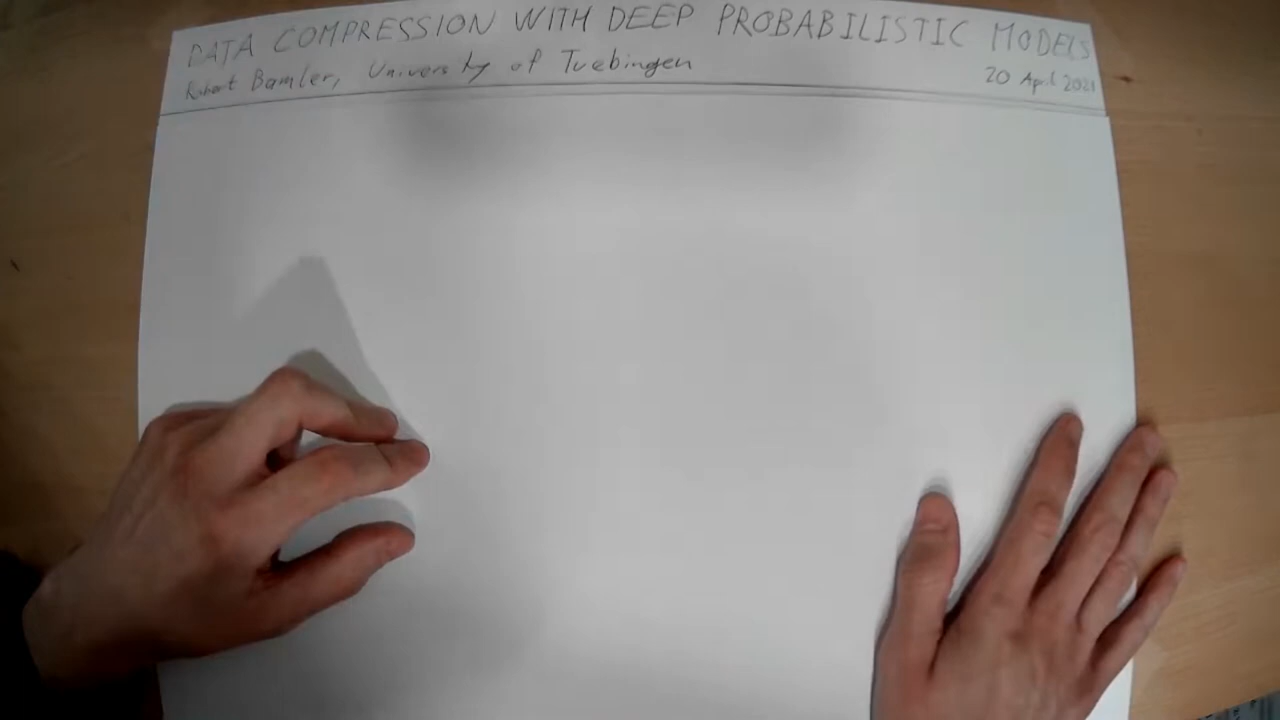 DATA COMPRESSION WITH DEEP PROBABILISTIC MODELS
Robert Bamler, University of Tuebingen
20 April 2021